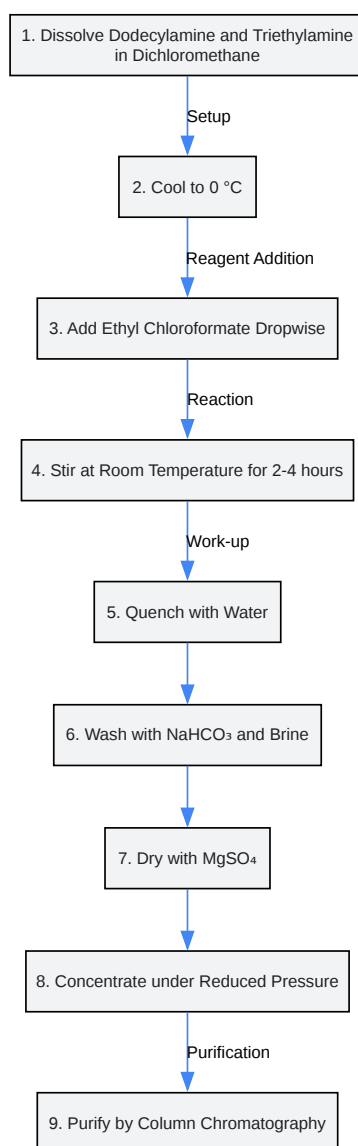 1. Dissolve Dodecylamine and Triethylamine
in Dichloromethane
Setup
2. Cool to 0 °C
Reagent Addition
3. Add Ethyl Chloroformate Dropwise
Reaction
4. Stir at Room Temperature for 2-4 hours
Work-up
5. Quench with Water
6. Wash with NaHCO₃ and Brine
7. Dry with MgSO₄
8. Concentrate under Reduced Pressure
Purification
9. Purify by Column Chromatography